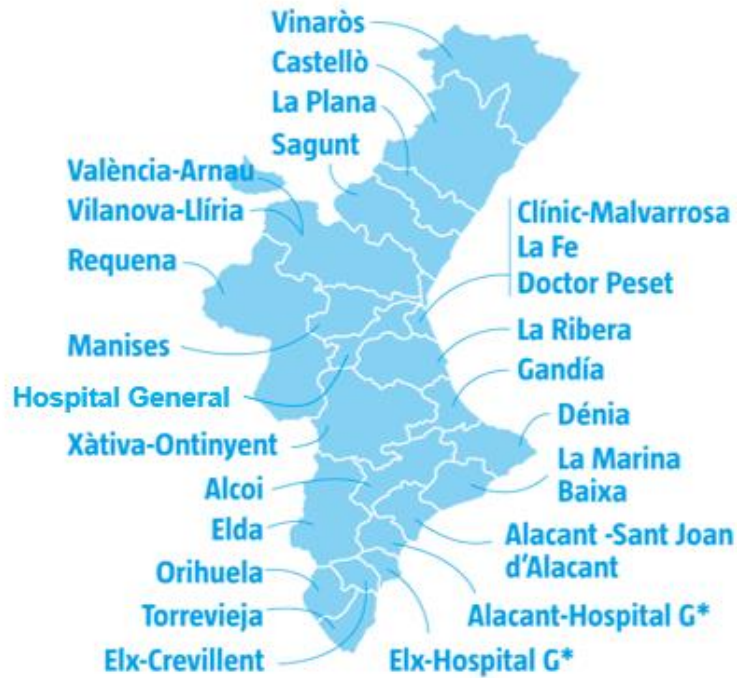 Vinaròs
Castellò
La Plana
Sagunt
València-Arnau
Vilanova-Llíria
Requena
Manises
Hospital General
Xàtiva-Ontinyent
Alcoi
Elda
Orihuela
Torrevieja
Elx-Crevillent
Clínic-Malvarrosa
La Fe
Doctor Peset
La Ribera
Gandía
Dénia
La Marina
Baixa
Alacant -Sant Joan
d'Alacant
Alacant-Hospital G*
Elx-Hospital G*